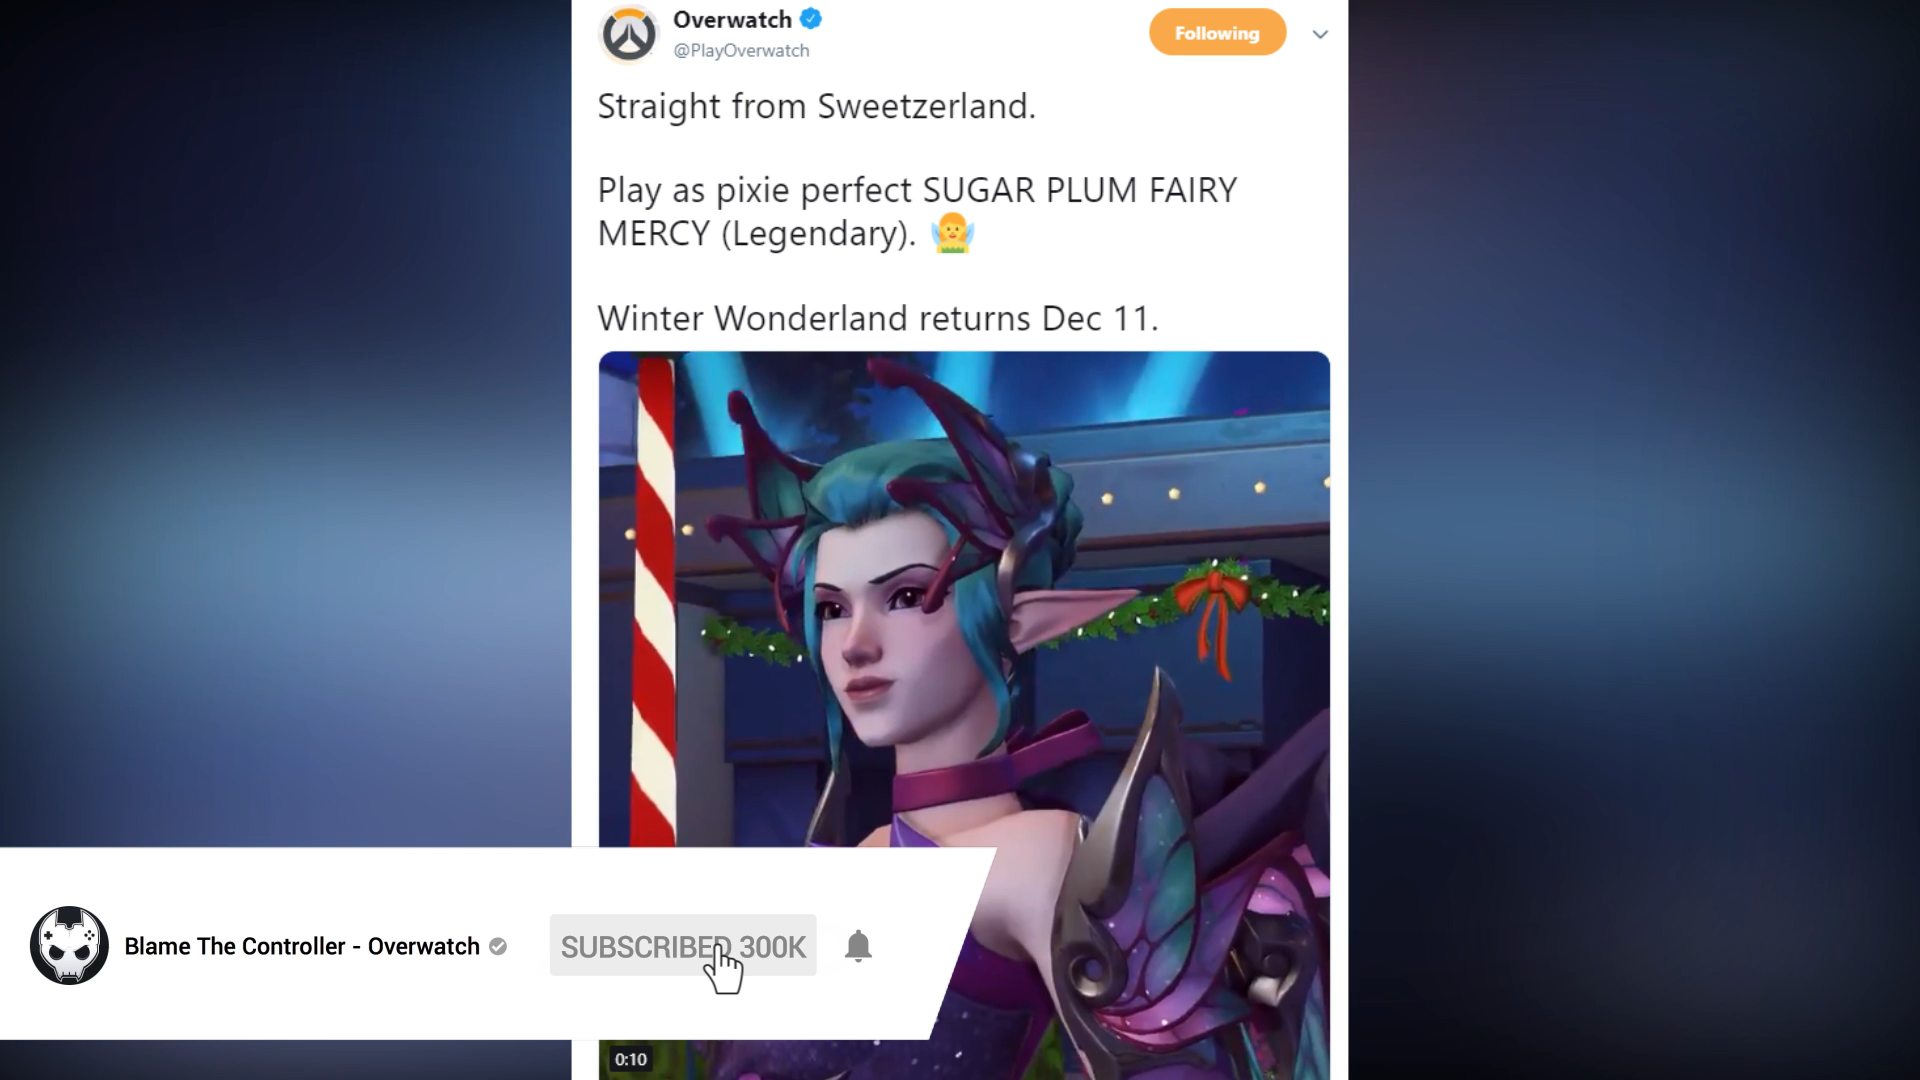 Overwatch
@PlayOverwatch
Following
Straight from Sweetzerland.
Play as pixie perfect SUGAR PLUM FAIRY
MERCY (Legendary).
Winter Wonderland returns Dec 11.
Blame The Controller - Overwatch
SUBSCRIBED 300K
0:10